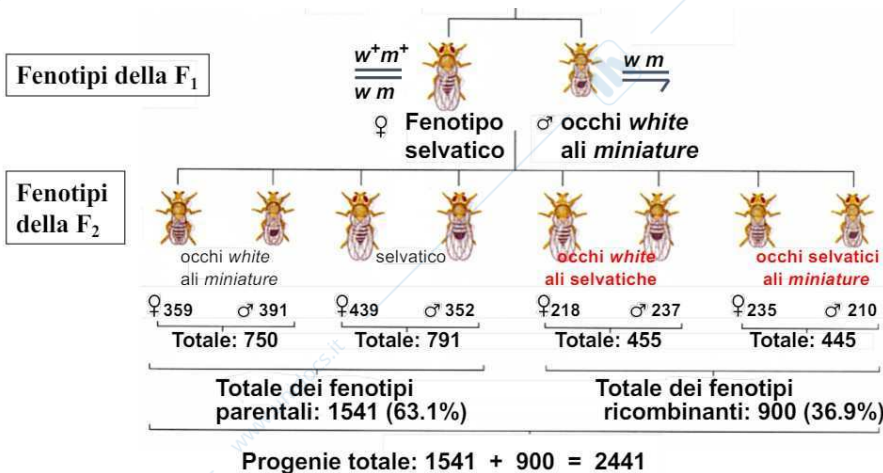 Fenotipi della F1
w+m+
w m
w m
♀ Fenotipo
selvatico
♂ occhi white
ali miniature
Fenotipi
della F2
occhi white
ali miniature
selvatico
occhi white
ali selvatiche
occhi selvatici
ali miniature
♀359 ♂391 ♀439 ♂352 ♀218 ♂237 ♀235 ♂210
Totale: 750 Totale: 791 Totale: 455 Totale: 445
Totale dei fenotipi
parentali: 1541 (63.1%)
Totale dei fenotipi
ricombinanti: 900 (36.9%)
Progenie totale: 1541 + 900 = 2441